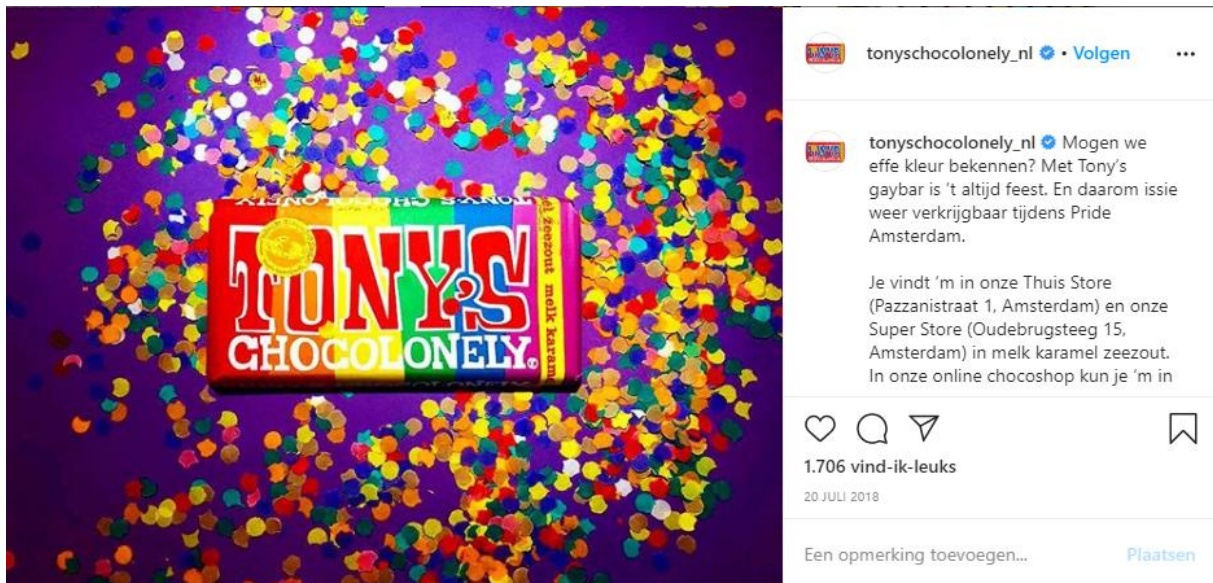 TONY'S CHOCOLONELY
zeezout melk karamel
TONY'S
CHOCOLONELY
tonyschocolonely_nl • Volgen
tonyschocolonely_nl Mogen we
effe kleur bekennen? Met Tony's
gaybar is 't altijd feest. En daarom issie
weer verkrijgbaar tijdens Pride
Amsterdam.
Je vindt 'm in onze Thuis Store
(Pazzanistraat 1, Amsterdam) en onze
Super Store (Oudebrugsteeg 15,
Amsterdam) in melk karamel zeezout.
In onze online chocoshop kun je 'm in
1.706 vind-ik-leuks
20 JULI 2018
Een opmerking toevoegen...
Plaatsen